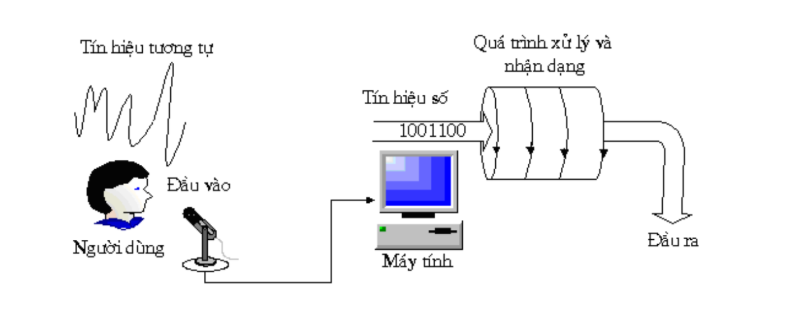 Tín hiệu tương tự
Quá trình xử lý và
nhận dạng
Tín hiệu số
1001100
Đầu vào
Người dùng
Máy tính
Đầu ra